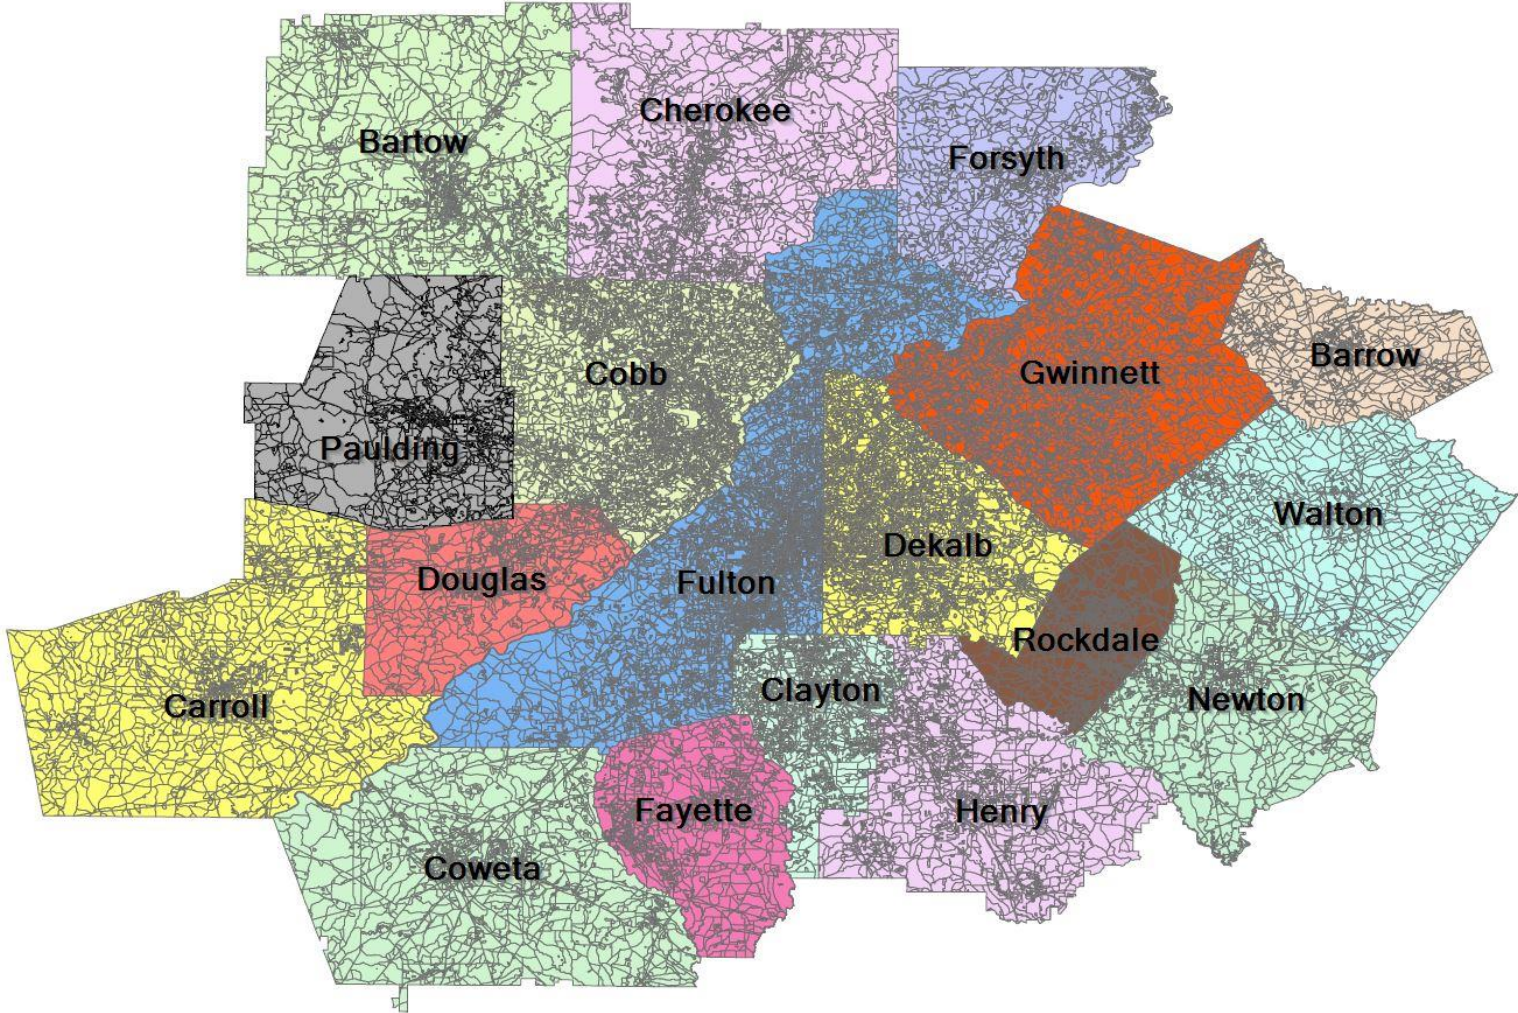 Cherokee
Bartow
Forsyth
Barrow
Cobb
Gwinnett
Paulding
Walton
Dekalb
Douglas
Fulton
Rockdale
Clayton
Newton
Carroll
Fayette
Henry
Coweta